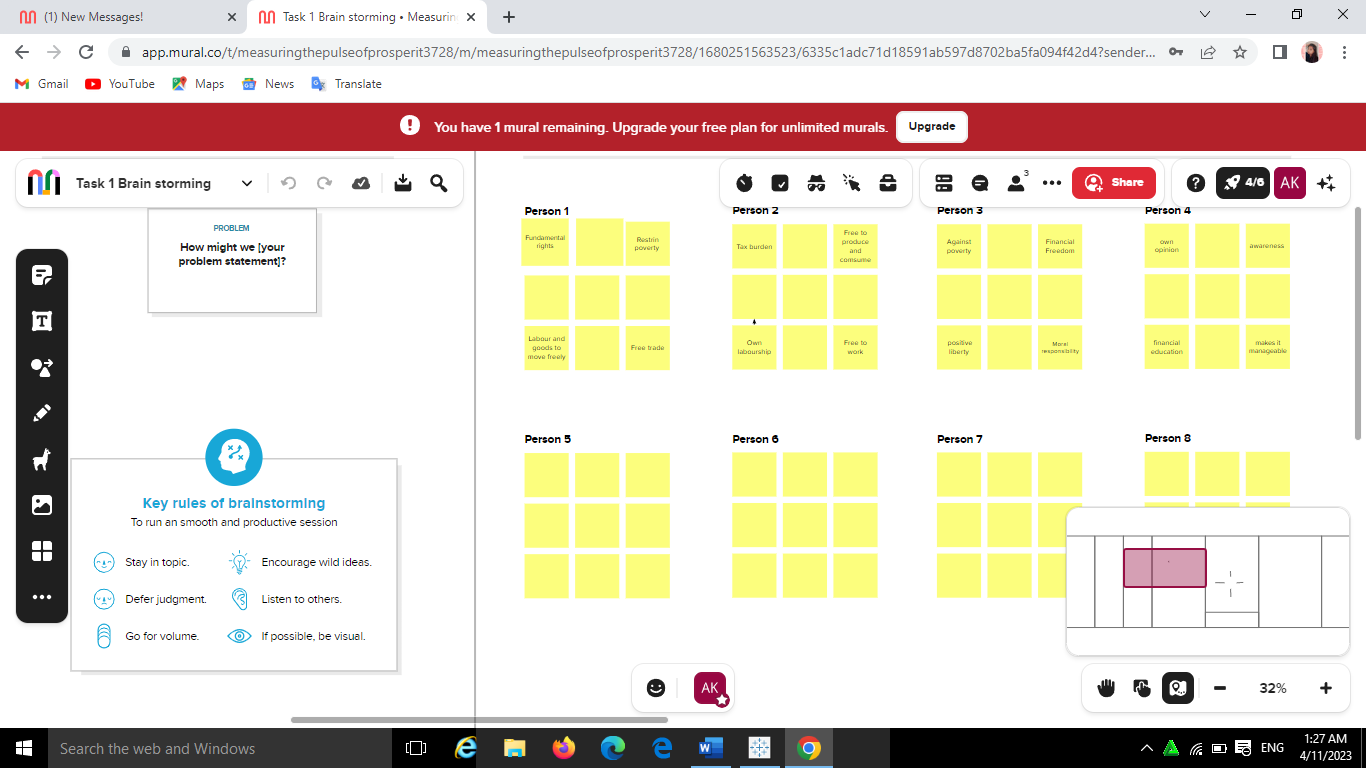 (1) New Messages!
Task 1 Brain storming • Measurin
app.mural.co/t/measuringthepulseofprosperit3728/m/measuringthepulseofprosperit3728/1680251563523/6335c1adc71d18591ab597d8702ba5fa094f42d4?sender...
Gmail
YouTube
Maps
News
Translate
You have 1 mural remaining. Upgrade your free plan for unlimited murals.
Upgrade
Task 1 Brain storming
3
Share
4/6
AK
PROBLEM
How might we [your
problem statement]?
Person 1
Fundamental
rights
Restrin
poverty
Labour and
goods to
move freely
Free trade
Person 2
Tax burden
Free to
produce
and
comsume
Own
labourship
Free to
work
Person 3
Against
poverty
Financial
Freedom
positive
liberty
Moral
responsibility
Person 4
own
opinion
awareness
financial
education
makes it
manageable
Person 5
Person 6
Person 7
Person 8
Key rules of brainstorming
To run an smooth and productive session
Stay in topic.
Encourage wild ideas.
Defer judgment.
Listen to others.
Go for volume.
If possible, be visual.
AK
32%
Search the web and Windows
ENG
1:27 AM
4/11/2023